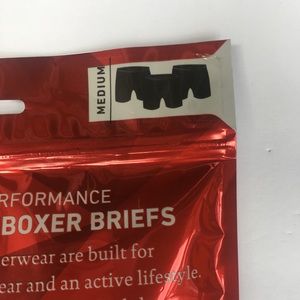 MEDIUM
RFORMANCE
BOXER BRIEFS
erwear are built for
ear and an active lifestyle.